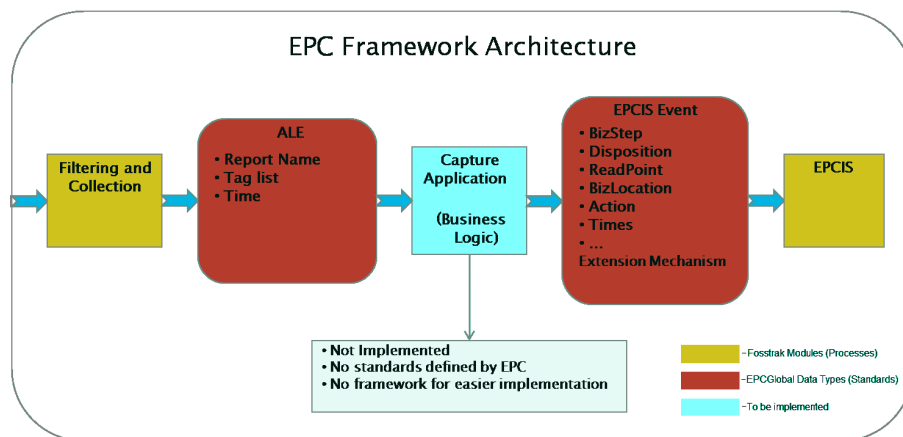 EPC Framework Architecture
Filtering and
Collection
ALE
• Report Name
• Tag list
• Time
Capture
Application
(Business
Logic)
EPCIS Event
• BizStep
• Disposition
• ReadPoint
• BizLocation
• Action
• Times
• ...
Extension Mechanism
EPCIS
• Not Implemented
• No standards defined by EPC
• No framework for easier implementation
-Fosstrak Modules (Processes)
-EPCGlobal Data Types (Standards)
-To be implemented